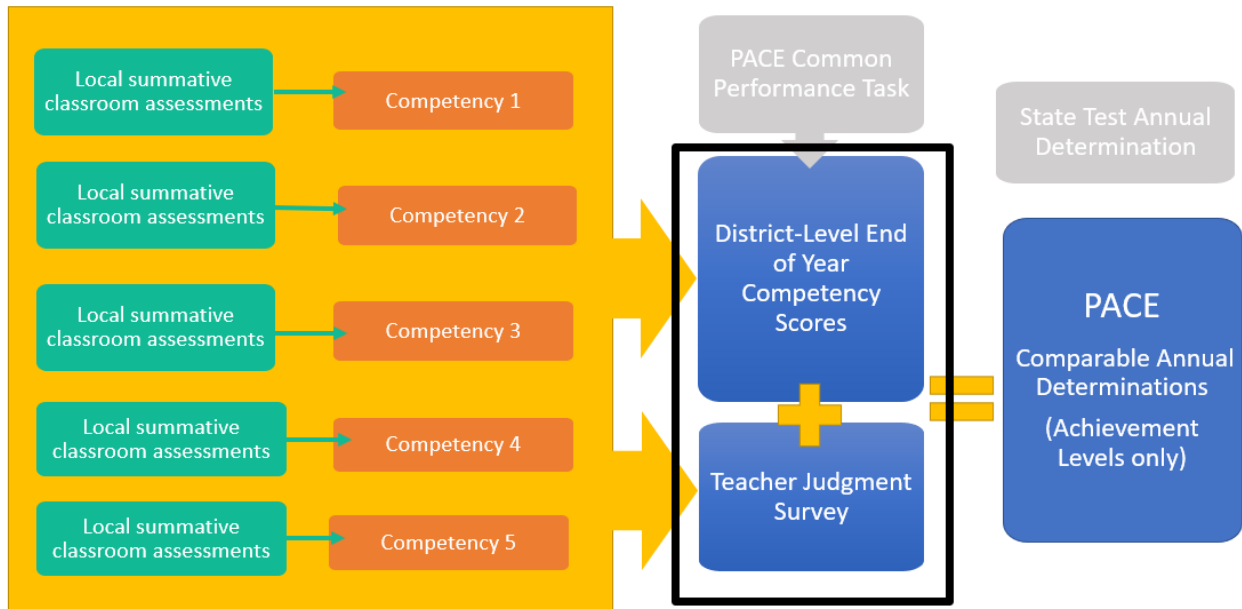 Local summative
classroom assessments
Competency 1
Local summative
classroom assessments
Competency 2
Local summative
classroom assessments
Competency 3
Local summative
classroom assessments
Competency 4
Local summative
classroom assessments
Competency 5
PACE Common
Performance Task
District-Level End
of Year
Competency
Scores
Teacher Judgment
Survey
State Test Annual
Determination
PACE
Comparable Annual
Determinations
(Achievement
Levels only)